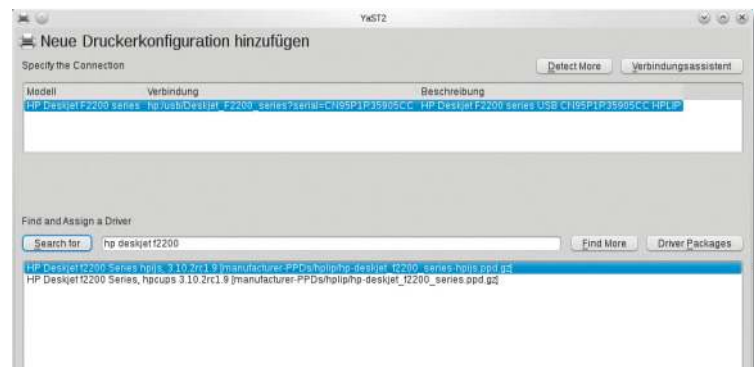 YaST2
Neue Druckerkonfiguration hinzufügen
Specify the Connection
Detect More
Verbindungsassistent
Modell Verbindung Beschreibung
HP Deskjet F2200 series hp:/usb/Deskjet_F2200_series?serial=CN95P1P35905CC HP Deskjet F2200 series USB CN95P1P35905CC HPLIP
Find and Assign a Driver
Search for
hp deskjet f2200
Find More
Driver Packages
HP Deskjet f2200 Series hpijs, 3.10.2rc1.9 [manufacturer-PPDs/hplip/hp-deskjet_f2200_series-hpijs.ppd.gz]
HP Deskjet f2200 Series, hpcups 3.10.2rc1.9 [manufacturer-PPDs/hplip/hp-deskjet_f2200_series.ppd.gz]